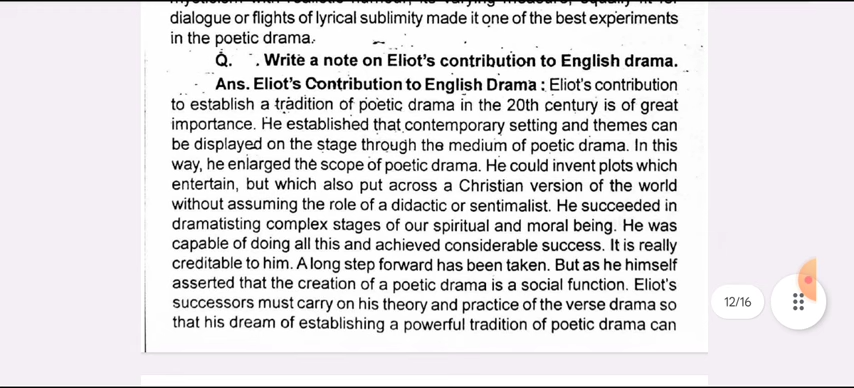 dialogue or flights of lyrical sublimity made it one of the best experiments
in the poetic drama.
Q. . Write a note on Eliot's contribution to English drama.
Ans. Eliot's Contribution to English Drama : Eliot's contribution
to establish a tradition of poetic drama in the 20th century is of great
importance. He established that contemporary setting and themes can
be displayed on the stage through the medium of poetic drama. In this
way, he enlarged the scope of poetic drama. He could invent plots which
entertain, but which also put across a Christian version of the world
without assuming the role of a didactic or sentimalist. He succeeded in
dramatisting complex stages of our spiritual and moral being. He was
capable of doing all this and achieved considerable success. It is really
creditable to him. A long step forward has been taken. But as he himself
asserted that the creation of a poetic drama is a social function. Eliot's
successors must carry on his theory and practice of the verse drama so
that his dream of establishing a powerful tradition of poetic drama can
12/16